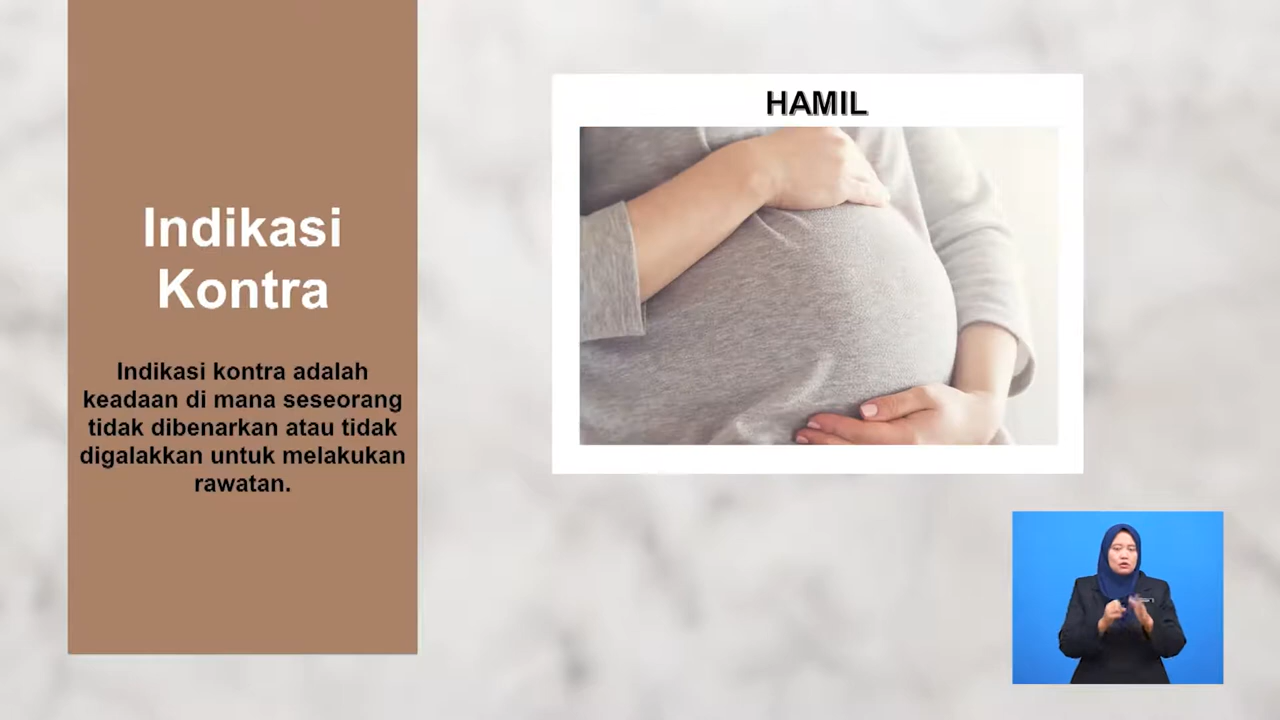 Indikasi
Kontra
Indikasi kontra adalah
keadaan di mana seseorang
tidak dibenarkan atau tidak
digalakkan untuk melakukan
rawatan.
HAMIL